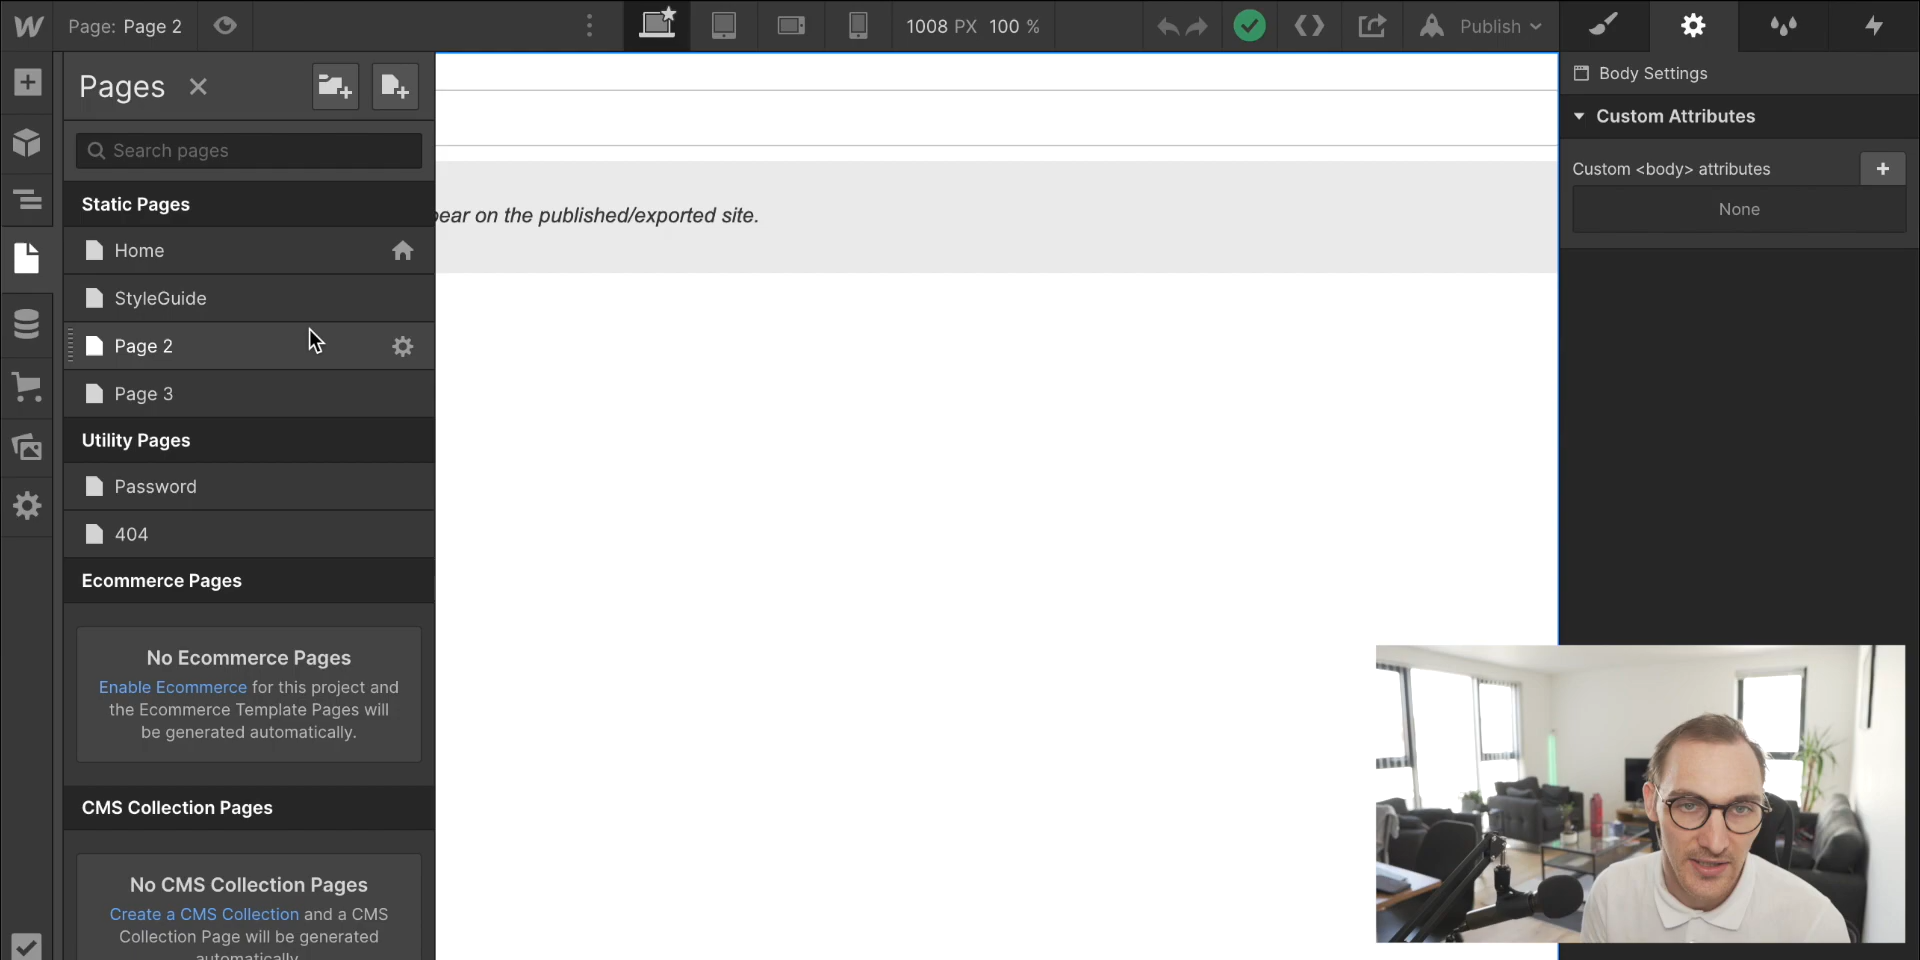 Page: Page 2
1008 PX 100 %
Publish
Pages
Search pages
Static Pages
Home
StyleGuide
Page 2
Page 3
Utility Pages
Password
404
Ecommerce Pages
No Ecommerce Pages
Enable Ecommerce for this project and
the Ecommerce Template Pages will
be generated automatically.
CMS Collection Pages
No CMS Collection Pages
Create a CMS Collection and a CMS
Collection Page will be generated
automatically.
pear on the published/exported site.
Body Settings
Custom Attributes
Custom <body> attributes
None